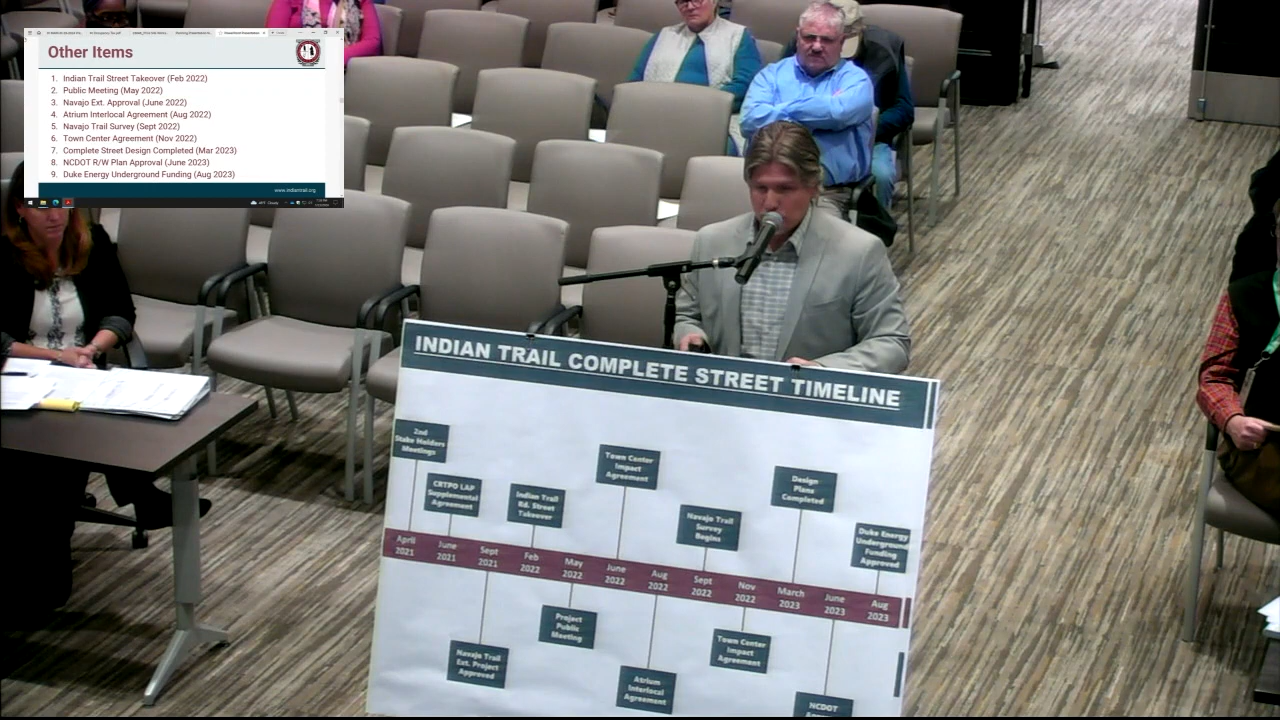 Other Items
1. Indian Trail Street Takeover (Feb 2022)
2. Public Meeting (May 2022)
3. Navajo Ext. Approval (June 2022)
4. Atrium Interlocal Agreement (Aug 2022)
5. Navajo Trail Survey (Sept 2022)
6. Town Center Agreement (Nov 2022)
7. Complete Street Design Completed (Mar 2023)
8. NCDOT R/W Plan Approval (June 2023)
9. Duke Energy Underground Funding (Aug 2023)
www.indiantrail.org
INDIAN TRAIL COMPLETE STREET TIMELINE
2nd
Stake Holders
Meetings
CRTPO LAP
Supplemental
Agreement
Indian Trail
Rd. Street
Takeover
Town Center
Impact
Agreement
Navajo Trail
Survey
Begins
Design
Plans
Completed
Duke Energy
Underground
Funding
Approved
April
2021
June
2021
Sept
2021
Feb
2022
May
2022
June
2022
Aug
2022
Sept
2022
Nov
2022
March
2023
June
2023
Aug
2023
Navajo Trail
Ext. Project
Approved
Project
Public
Meeting
Atrium
Interlocal
Agreement
Town Center
Impact
Agreement
NCDOT